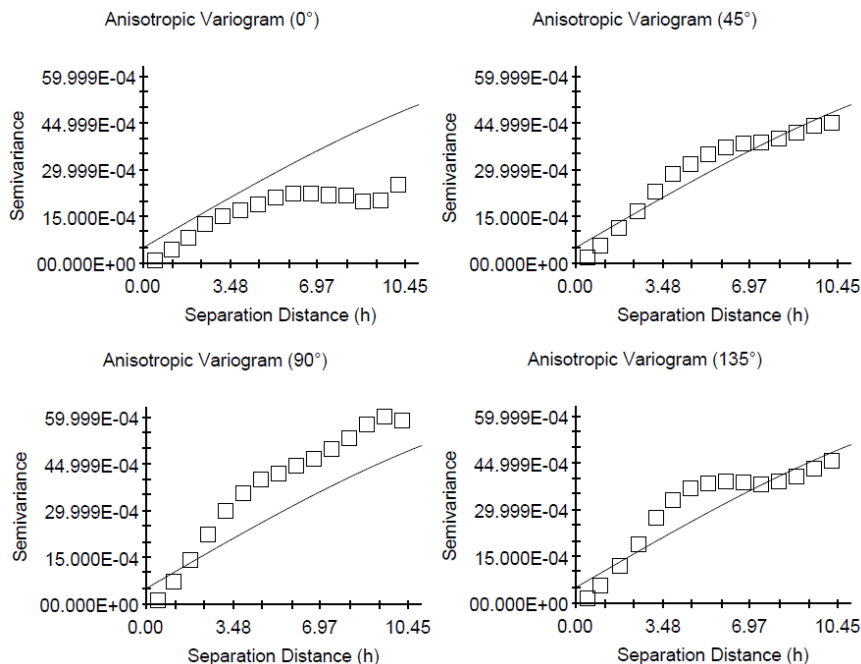 Anisotropic Variogram (0°)
59.999E-04
44.999E-04
29.999E-04
15.000E-04
00.000E+00
Semivariance
0.00 3.48 6.97 10.45
Separation Distance (h)
Anisotropic Variogram (45°)
59.999E-04
44.999E-04
29.999E-04
15.000E-04
00.000E+00
Semivariance
0.00 3.48 6.97 10.45
Separation Distance (h)
Anisotropic Variogram (90°)
59.999E-04
44.999E-04
29.999E-04
15.000E-04
00.000E+00
Semivariance
0.00 3.48 6.97 10.45
Separation Distance (h)
Anisotropic Variogram (135°)
59.999E-04
44.999E-04
29.999E-04
15.000E-04
00.000E+00
Semivariance
0.00 3.48 6.97 10.45
Separation Distance (h)